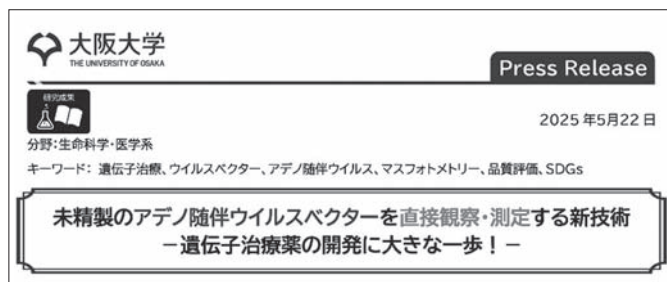 大阪大学
THE UNIVERSITY OF OSAKA
Press Release
研究成果
2025年5月22日
分野:生命科学・医学系
キーワード: 遺伝子治療、ウイルスベクター、アデノ随伴ウイルス、マスフォトメトリー、品質評価、SDGs
未精製のアデノ随伴ウイルスベクターを直接観察・測定する新技術
－遺伝子治療薬の開発に大きな一歩！－